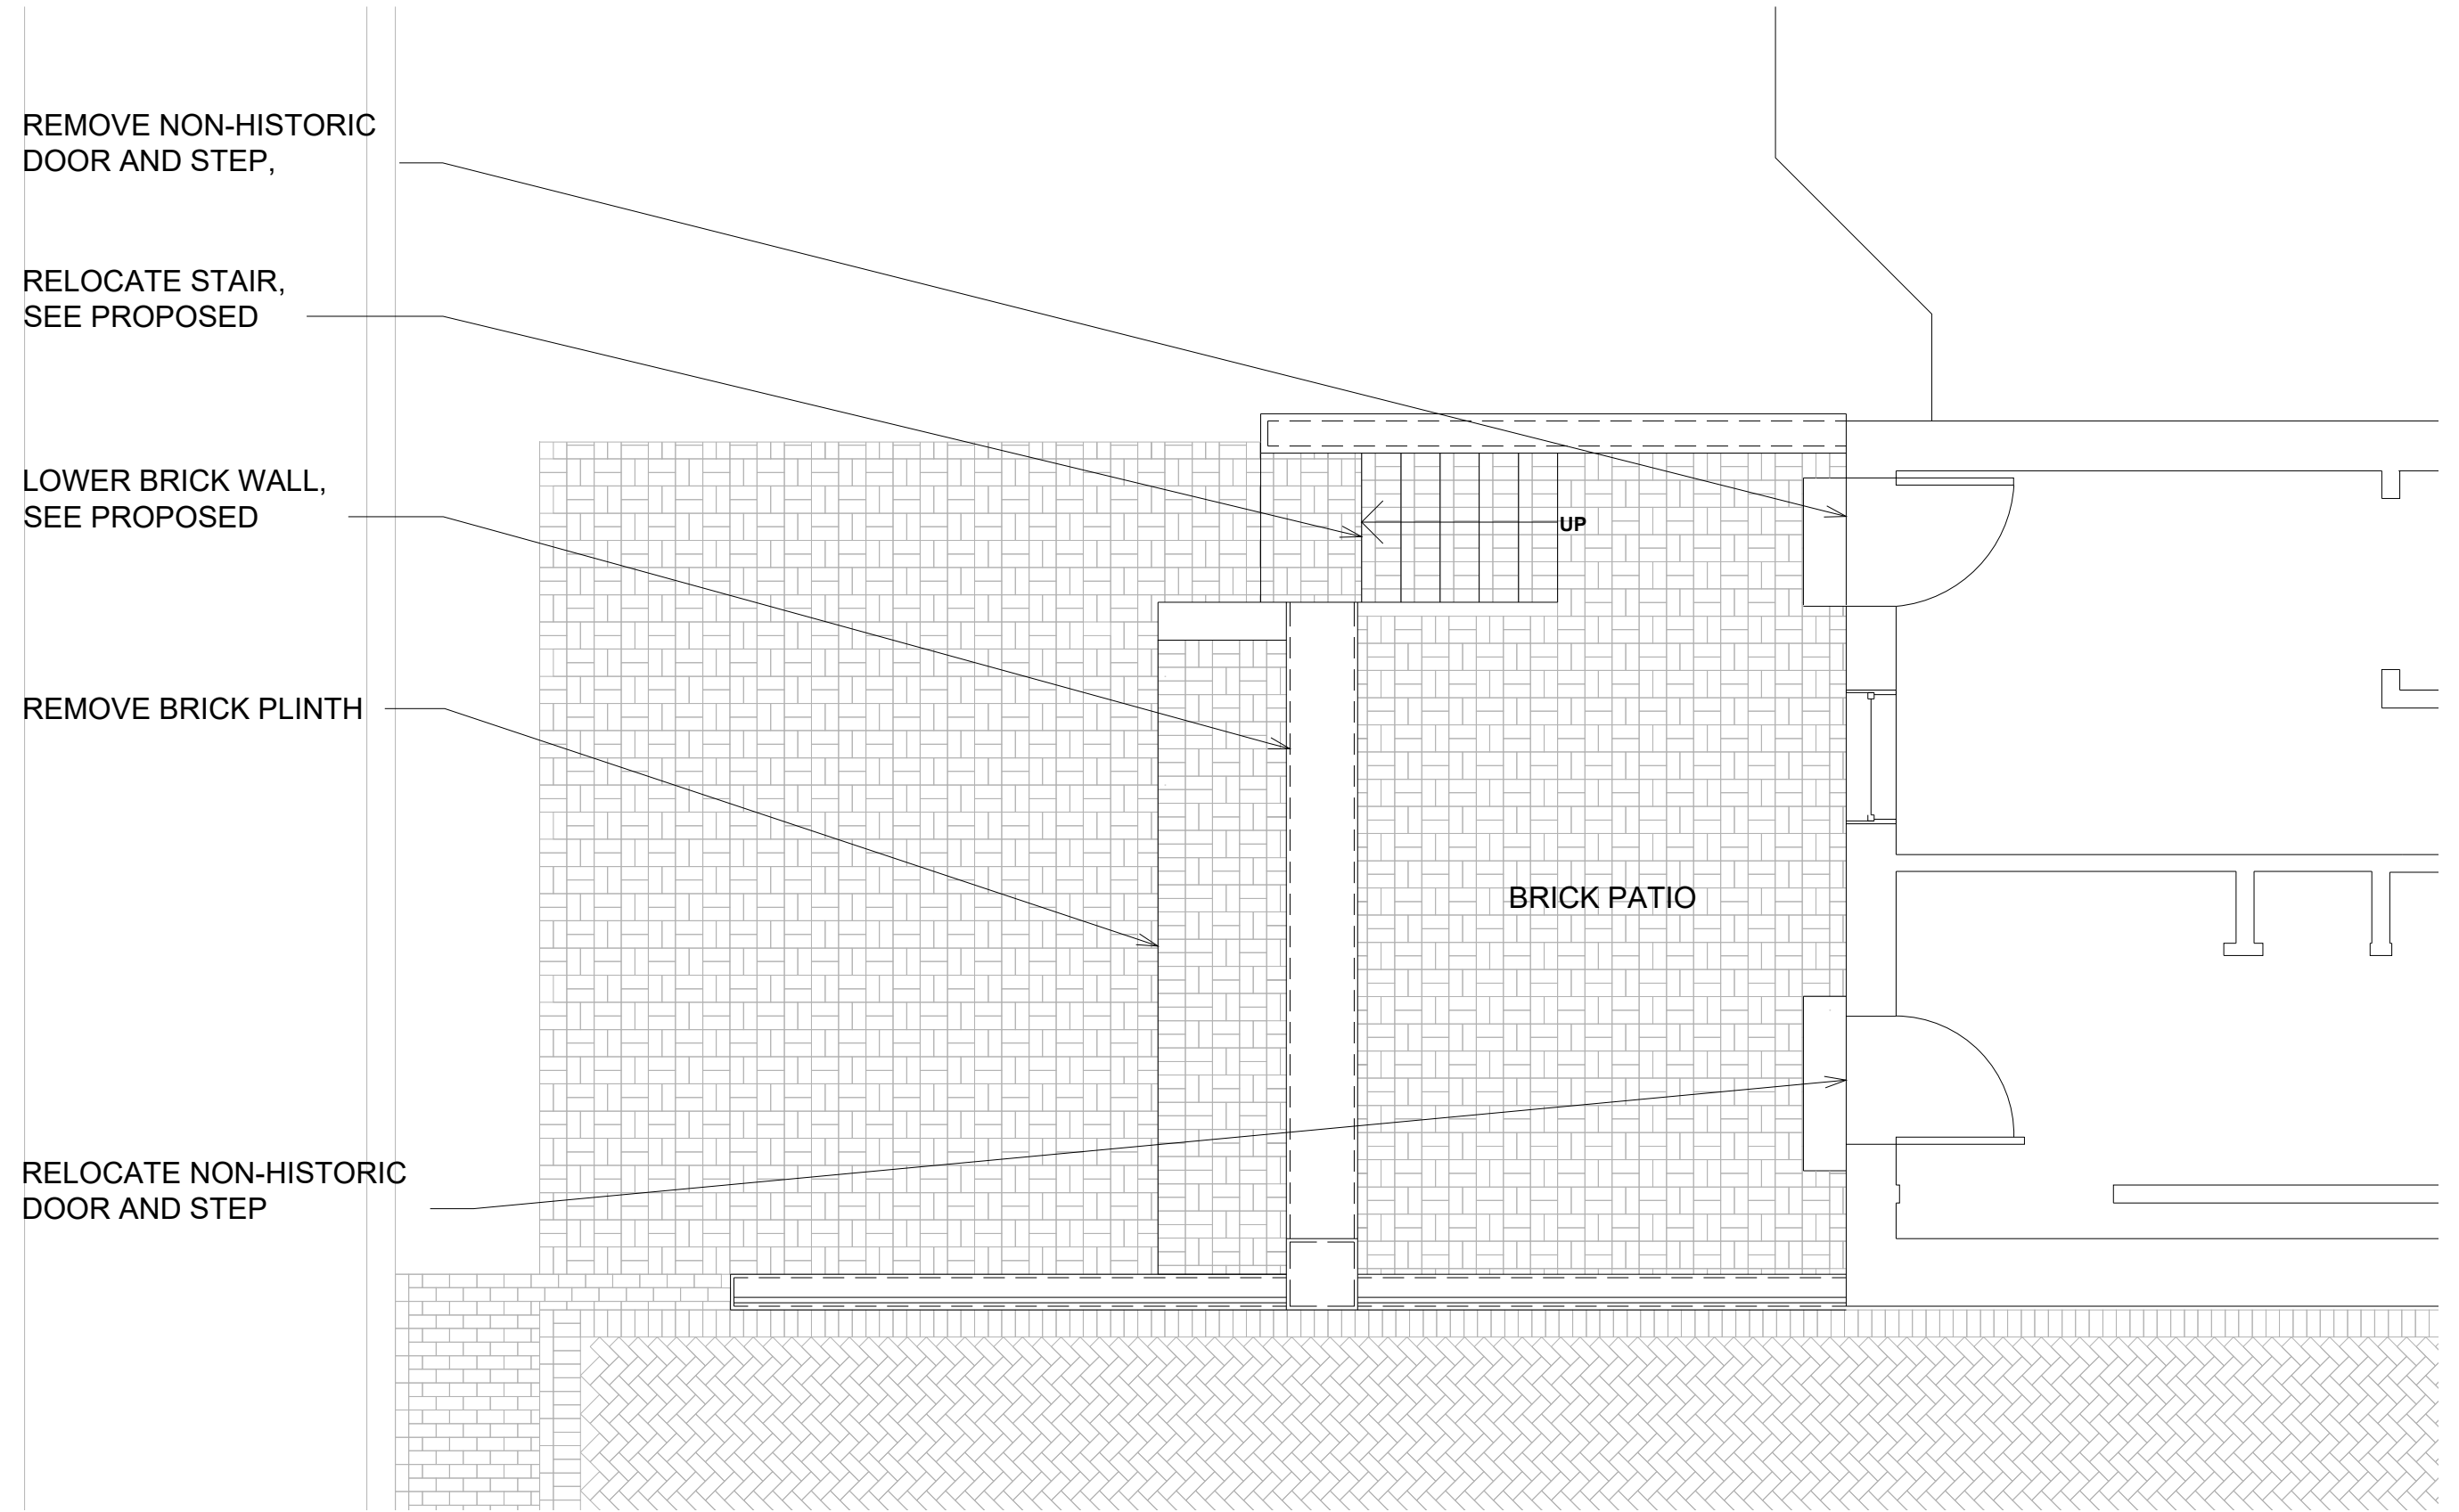 REMOVE NON-HISTORIC
DOOR AND STEP,
RELOCATE STAIR,
SEE PROPOSED
LOWER BRICK WALL,
SEE PROPOSED
UP
REMOVE BRICK PLINTH
BRICK PATIO
RELOCATE NON-HISTORIC
DOOR AND STEP